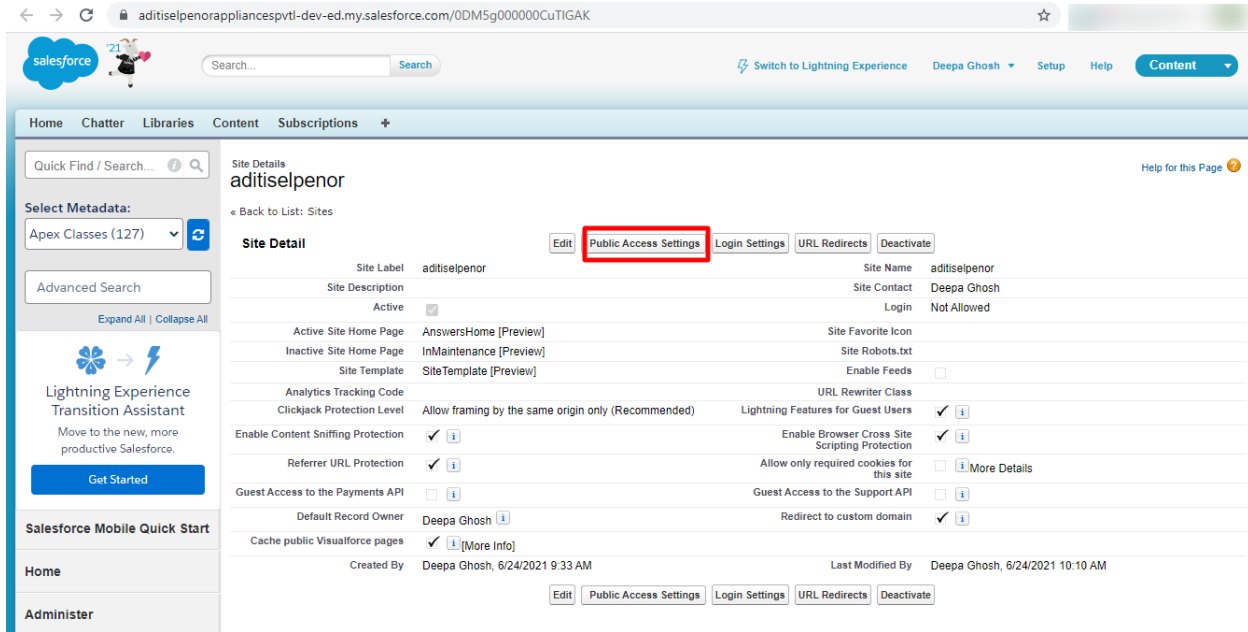 aditiselpenorappliancespvtl-dev-ed.my.salesforce.com/0DM5g000000CuTlGAK
salesforce '21
Search... Search Switch to Lightning Experience Deepa Ghosh Setup Help Content
Home Chatter Libraries Content Subscriptions +
Quick Find / Search...
Select Metadata:
Apex Classes (127)
Advanced Search
Expand All | Collapse All
Lightning Experience
Transition Assistant
Move to the new, more
productive Salesforce.
Get Started
Salesforce Mobile Quick Start
Home
Administer
Site Details
aditiselpenor
Help for this Page
« Back to List: Sites
Site Detail Edit Public Access Settings Login Settings URL Redirects Deactivate
Site Label aditiselpenor Site Name aditiselpenor
Site Description Site Contact Deepa Ghosh
Active Login Not Allowed
Active Site Home Page AnswersHome [Preview] Site Favorite Icon
Inactive Site Home Page InMaintenance [Preview] Site Robots.txt
Site Template SiteTemplate [Preview] Enable Feeds
Analytics Tracking Code URL Rewriter Class
Clickjack Protection Level Allow framing by the same origin only (Recommended) Lightning Features for Guest Users
Enable Content Sniffing Protection Enable Browser Cross Site
Scripting Protection
Referrer URL Protection Allow only required cookies for
this site More Details
Guest Access to the Payments API Guest Access to the Support API
Default Record Owner Deepa Ghosh Redirect to custom domain
Cache public Visualforce pages [More Info]
Created By Deepa Ghosh, 6/24/2021 9:33 AM Last Modified By Deepa Ghosh, 6/24/2021 10:10 AM
Edit Public Access Settings Login Settings URL Redirects Deactivate